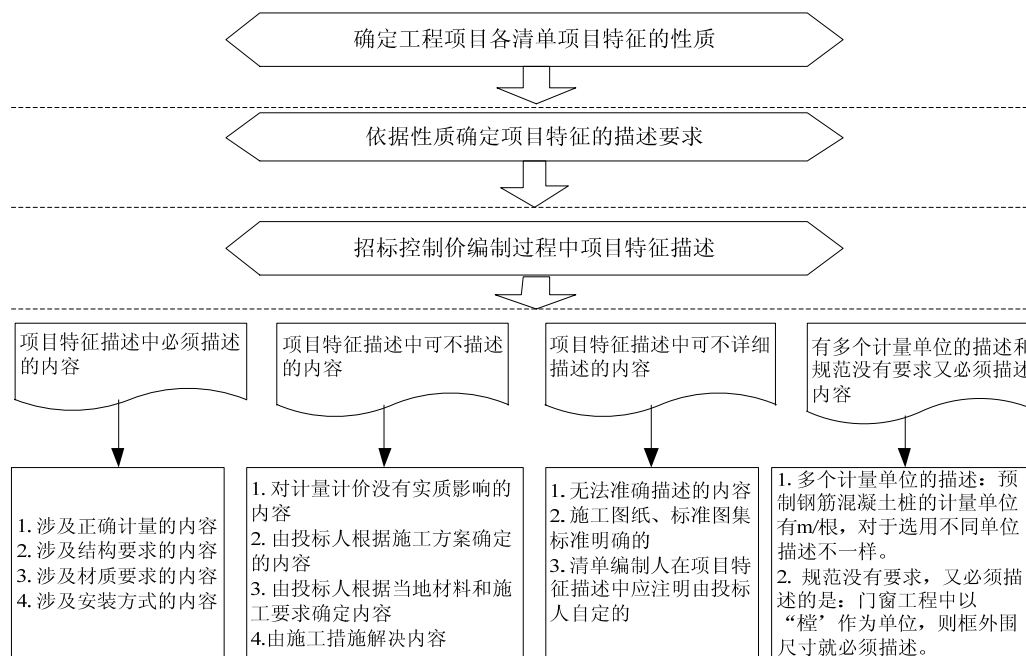 确定工程项目各清单项目特征的性质
依据性质确定项目特征的描述要求
招标控制价编制过程中项目特征描述
项目特征描述中必须描述
的内容
项目特征描述中可不描述
的内容
项目特征描述中可不详细
描述的内容
有多个计量单位的描述和
规范没有要求又必须描述
内容
1. 涉及正确计量的内容
2. 涉及结构要求的内容
3. 涉及材质要求的内容
4. 涉及安装方式的内容
1. 对计量计价没有实质影响的
内容
2. 由投标人根据施工方案确定
的内容
3. 由投标人根据当地材料和施
工要求确定内容
4.由施工措施解决内容
1. 无法准确描述的内容
2. 施工图纸、标准图集
标准明确的
3. 清单编制人在项目特
征描述中应注明由投标
人自定的
1. 多个计量单位的描述：预
制钢筋混凝土桩的计量单位
有m/根，对于选用不同单位
描述不一样。
2. 规范没有要求，又必须描
述的是：门窗工程中以
“樘’作为单位，则框外围
尺寸就必须描述。